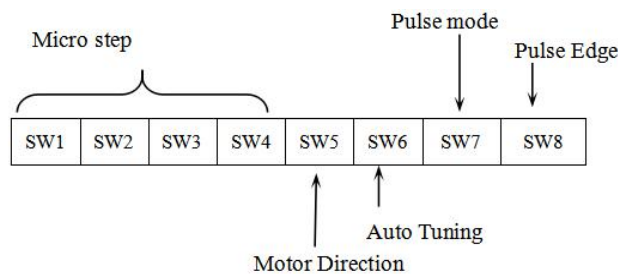 Pulse mode
Micro step
Pulse Edge
SW1 SW2 SW3 SW4 SW5 SW6 SW7 SW8
Auto Tuning
Motor Direction